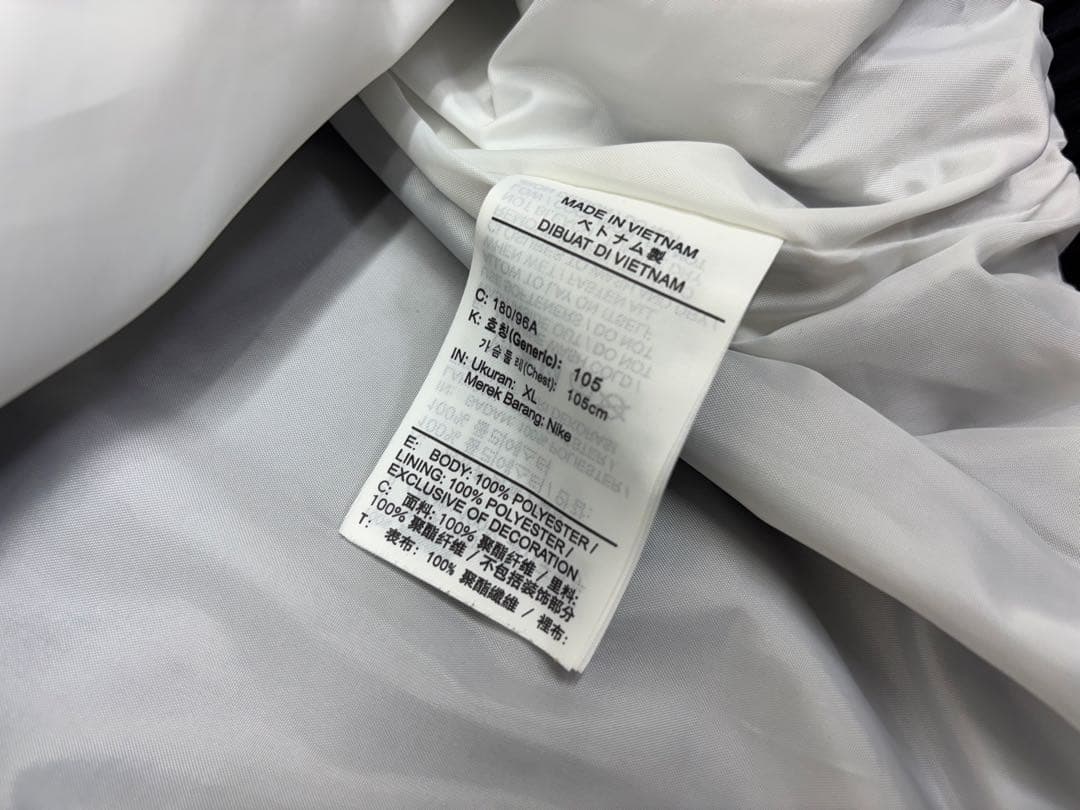 MADE IN VIETNAM
ベトナム製
DIBUAT DI VIETNAM
C: 180/96A
K: 호칭(Generic): 105
가슴둘레(Chest): 105cm
IN: Ukuran: XL
Merek Barang: Nike
E: BODY: 100% POLYESTER /
LINING: 100% POLYESTER /
EXCLUSIVE OF DECORATION
C: 面料: 100% 聚酯纤维 / 里料:
100% 聚酯纤维 / 不包括装饰部分
T: 表布: 100% 聚酯纖維 / 裡布: